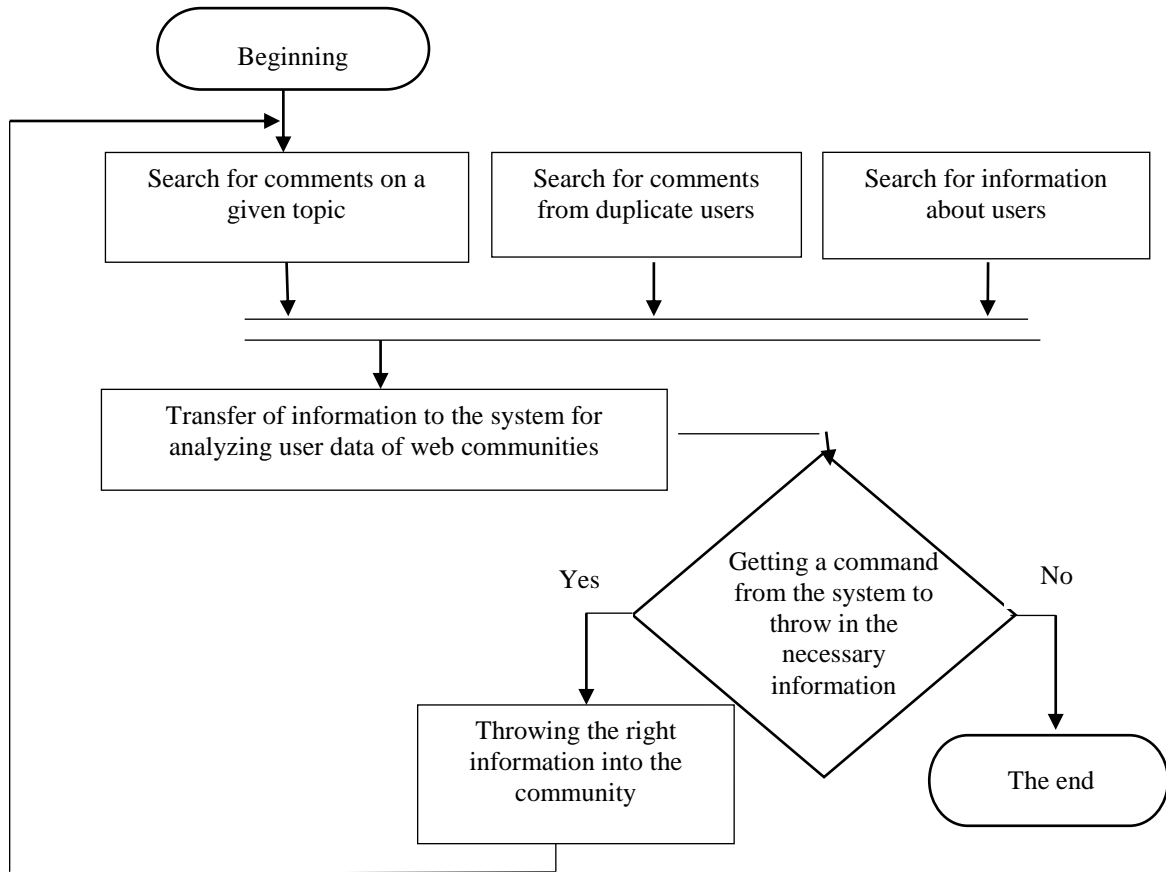 Beginning
Search for comments on a
given topic
Search for comments
from duplicate users
Search for information
about users
Transfer of information to the system for
analyzing user data of web communities
Getting a command
from the system to
throw in the
necessary
information
Yes
No
Throwing the right
information into the
community
The end